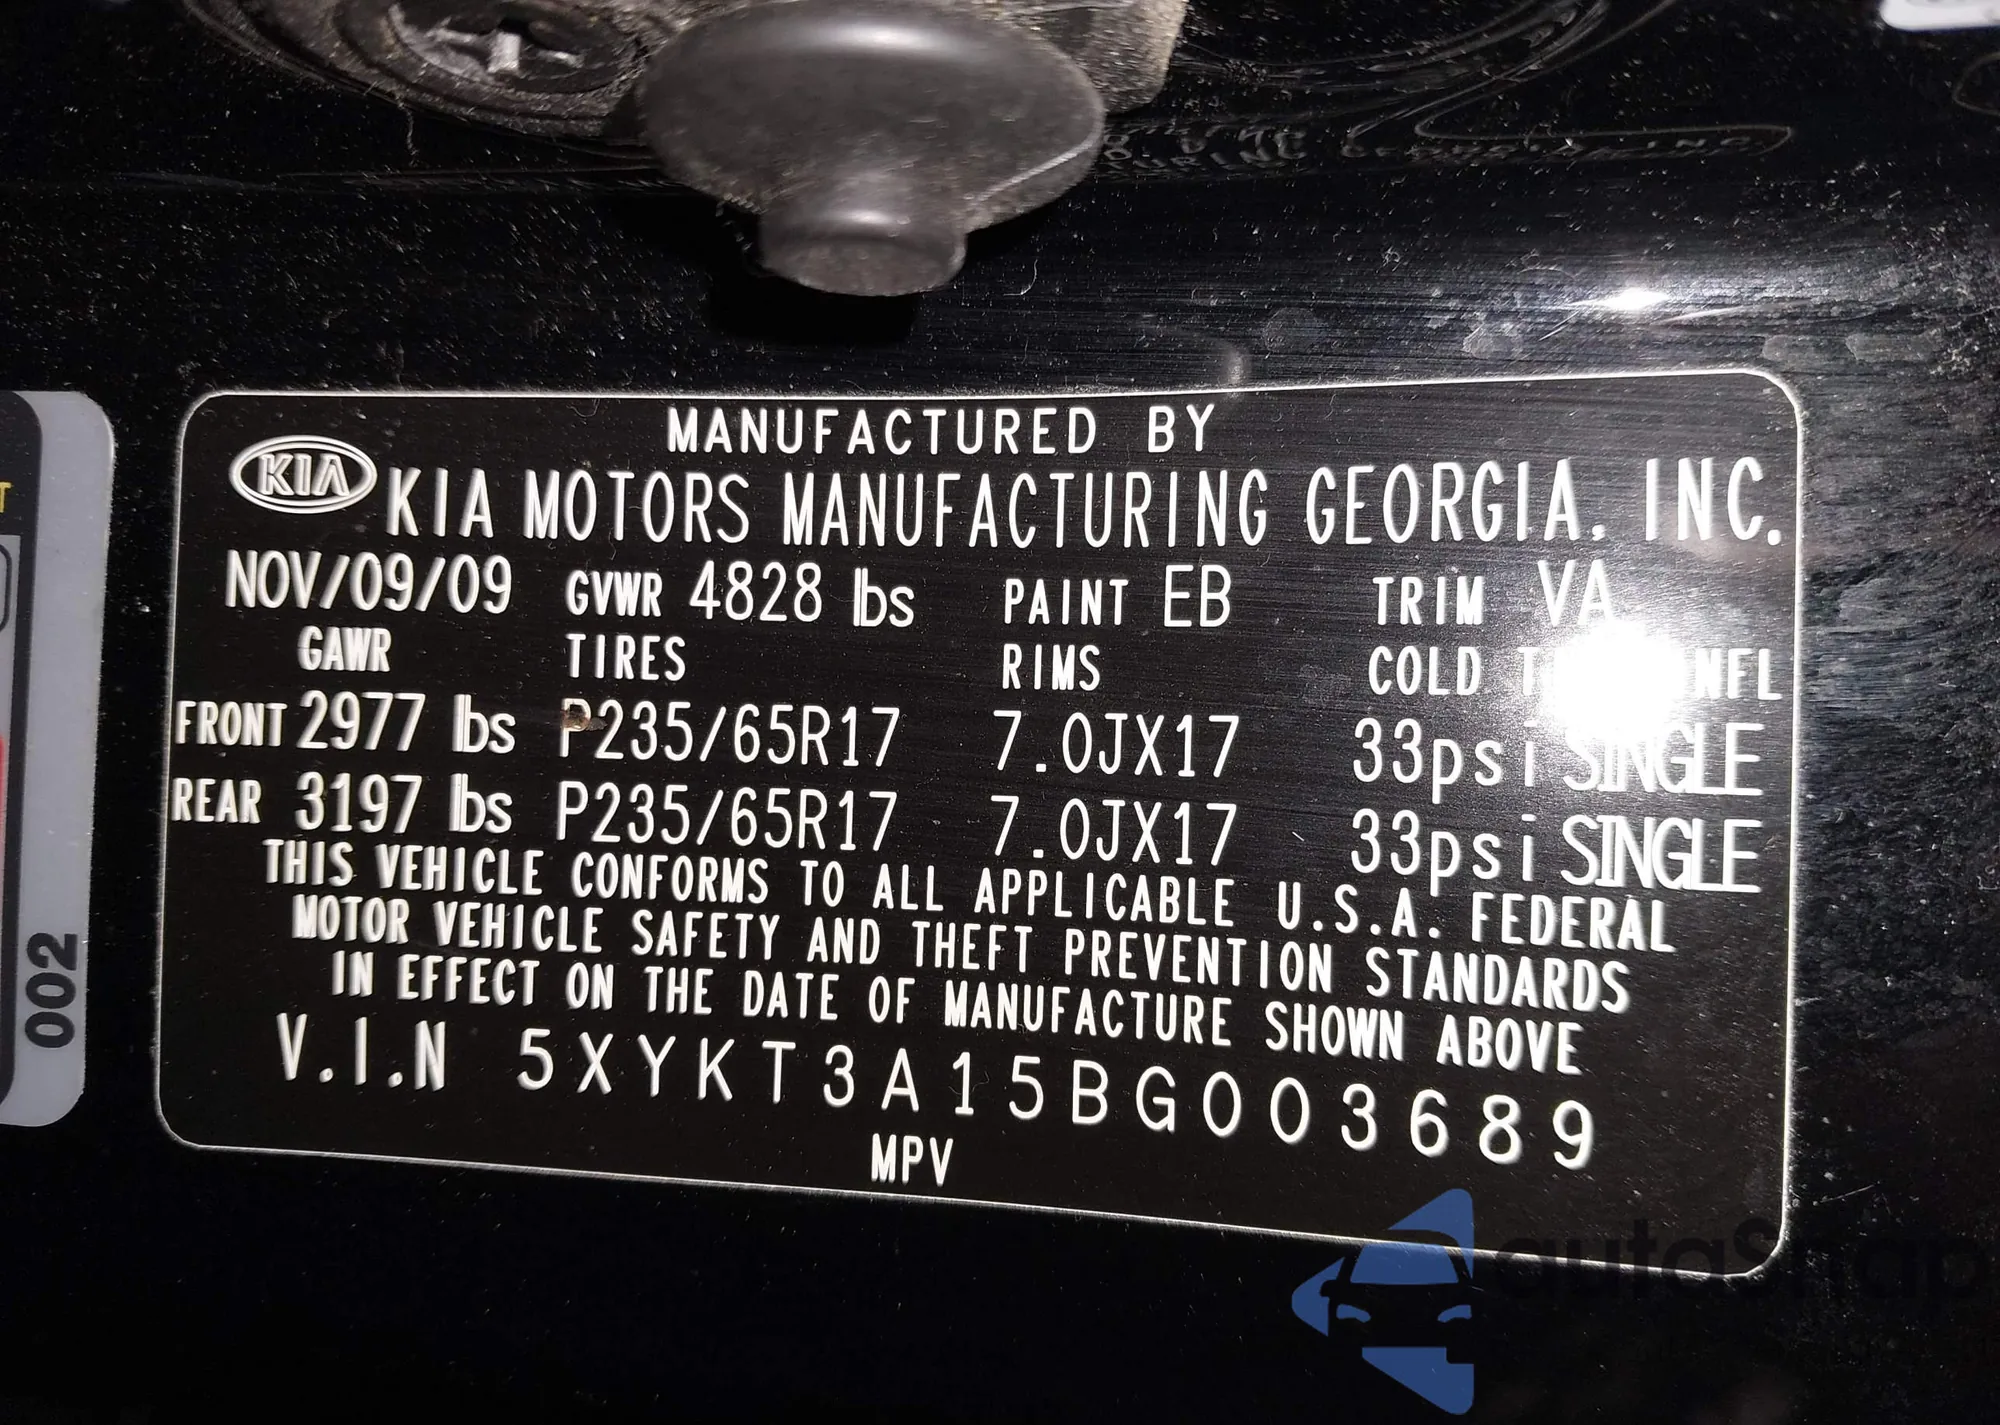 MANUFACTURED BY
KIA KIA MOTORS MANUFACTURING GEORGIA, INC.
NOV/09/09 GVWR 4828 lbs PAINT EB TRIM VA
GAWR TIRES RIMS COLD NFL
FRONT 2977 lbs P235/65R17 7.0JX17 33psi SINGLE
REAR 3197 lbs P235/65R17 7.0JX17 33psi SINGLE
THIS VEHICLE CONFORMS TO ALL APPLICABLE U.S.A. FEDERAL
MOTOR VEHICLE SAFETY AND THEFT PREVENTION STANDARDS
IN EFFECT ON THE DATE OF MANUFACTURE SHOWN ABOVE
V.I.N 5XYKT3A15BG003689
MPV
002
autaSnap